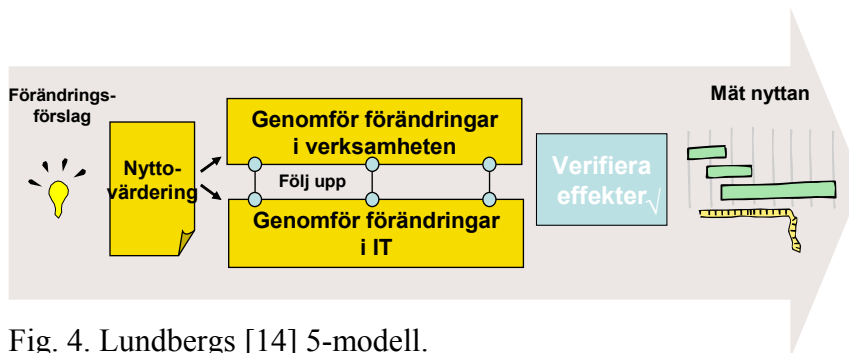 Förändrings-
förslag
Nytto-
värdering
Genomför förändringar
i verksamheten
Följ upp
Genomför förändringar
i IT
Verifiera
effekter√
Mät nyttan
Fig. 4. Lundbergs [14] 5-modell.